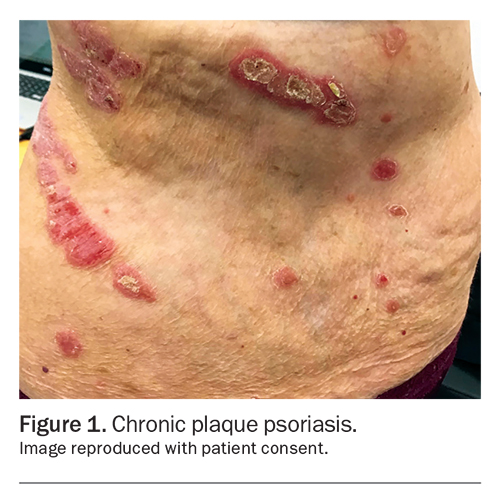 Figure 1. Chronic plaque psoriasis.
Image reproduced with patient consent.